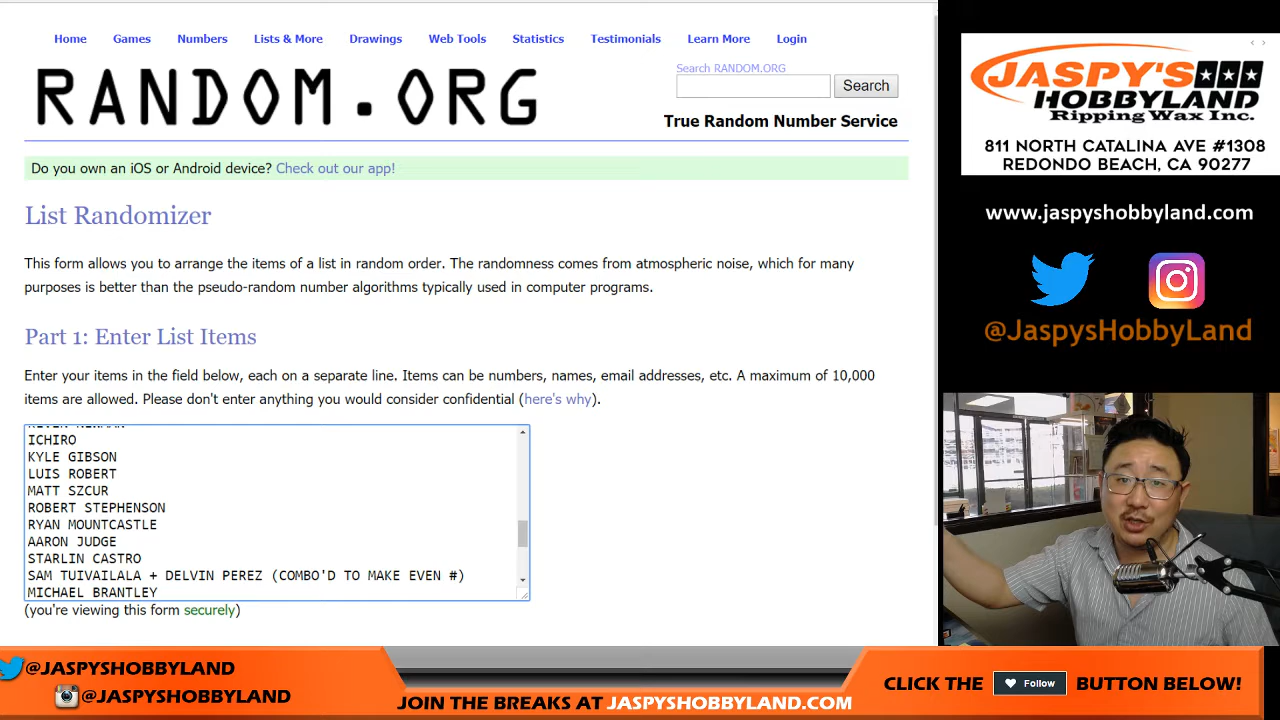 Home Games Numbers Lists & More Drawings Web Tools Statistics Testimonials Learn More Login
RANDOM.ORG
Search RANDOM.ORG
Search
True Random Number Service
Do you own an iOS or Android device? Check out our app!
List Randomizer
This form allows you to arrange the items of a list in random order. The randomness comes from atmospheric noise, which for many
purposes is better than the pseudo-random number algorithms typically used in computer programs.
Part 1: Enter List Items
Enter your items in the field below, each on a separate line. Items can be numbers, names, email addresses, etc. A maximum of 10,000
items are allowed. Please don't enter anything you would consider confidential (here's why).
ICHIRO
KYLE GIBSON
LUIS ROBERT
MATT SZCUR
ROBERT STEPHENSON
RYAN MOUNTCASTLE
AARON JUDGE
STARLIN CASTRO
SAM TUIVAILALA + DELVIN PEREZ (COMBO'D TO MAKE EVEN #)
MICHAEL BRANTLEY
(you're viewing this form securely)
JASPY'S
HOBBYLAND
Ripping Wax Inc.
811 NORTH CATALINA AVE #1308
REDONDO BEACH, CA 90277
www.jaspyshobbyland.com
@JaspysHobbyLand
@JASPYSHOBBYLAND
@JASPYSHOBBYLAND
JOIN THE BREAKS AT JASPYSHOBBYLAND.COM
CLICK THE Follow BUTTON BELOW!